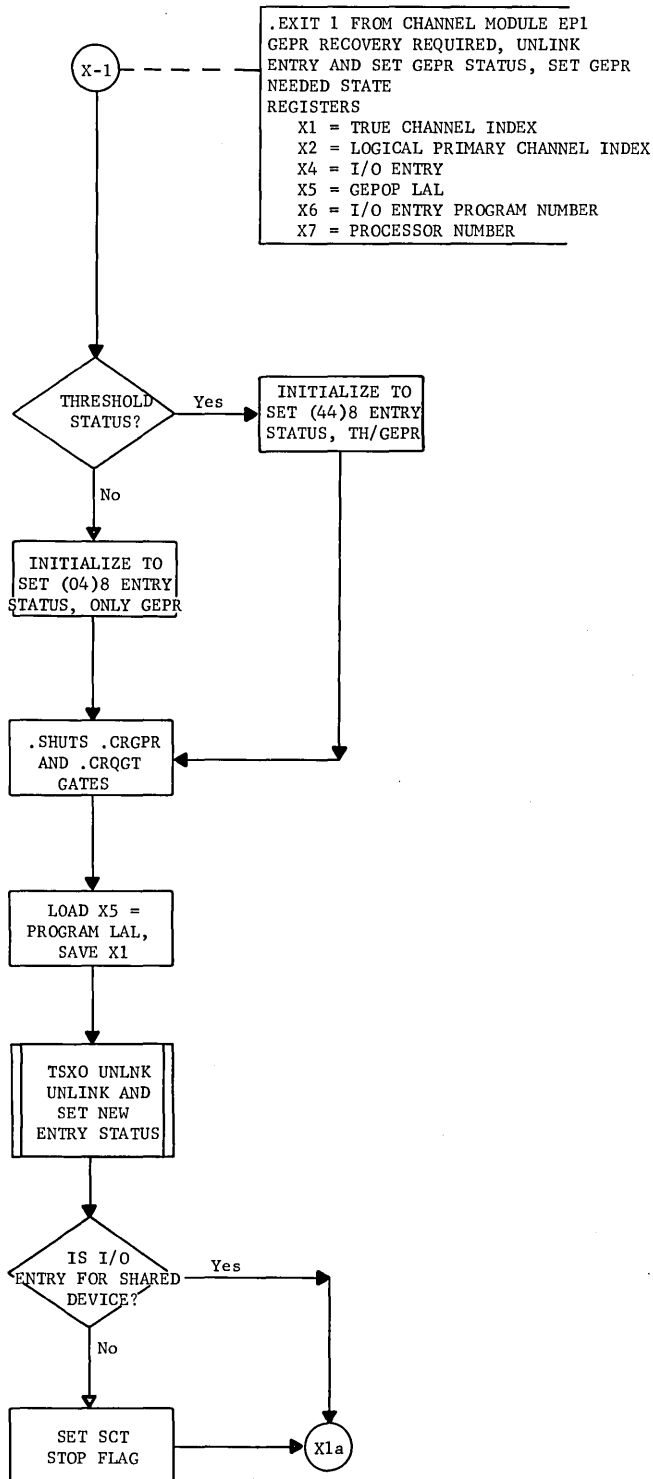 X-1
.EXIT 1 FROM CHANNEL MODULE EP1
GEPR RECOVERY REQUIRED, UNLINK
ENTRY AND SET GEPR STATUS, SET GEPR
NEEDED STATE
REGISTERS
X1 = TRUE CHANNEL INDEX
X2 = LOGICAL PRIMARY CHANNEL INDEX
X4 = I/O ENTRY
X5 = GEPOP LAL
X6 = I/O ENTRY PROGRAM NUMBER
X7 = PROCESSOR NUMBER
THRESHOLD
STATUS?
Yes
INITIALIZE TO
SET (44)8 ENTRY
STATUS, TH/GEPR
No
INITIALIZE TO
SET (04)8 ENTRY
STATUS, ONLY GEPR
.SHUTS .CRGPR
AND .CRQGT
GATES
LOAD X5 =
PROGRAM LAL,
SAVE X1
TSXO UNLNK
UNLINK AND
SET NEW
ENTRY STATUS
IS I/O
ENTRY FOR SHARED
DEVICE?
Yes
No
SET SCT
STOP FLAG
X1a